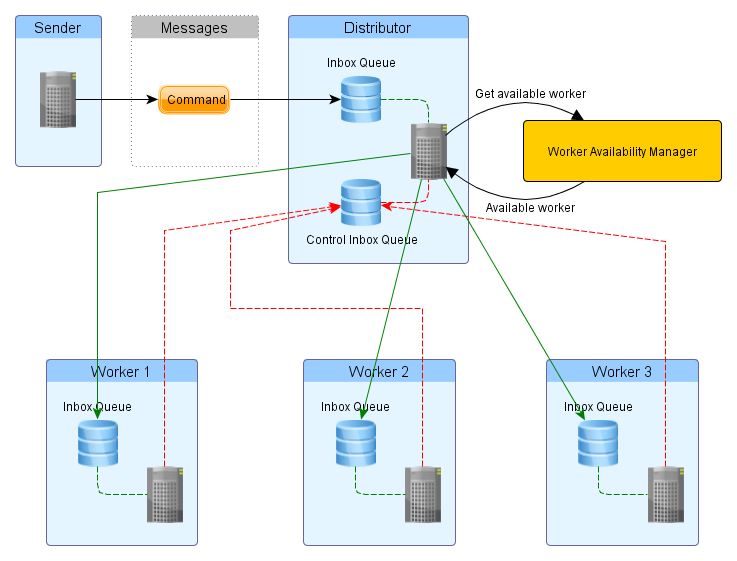 Sender
Messages
Distributor
Inbox Queue
Get available worker
Command
Worker Availability Manager
Available worker
Control Inbox Queue
Worker 1
Worker 2
Worker 3
Inbox Queue
Inbox Queue
Inbox Queue